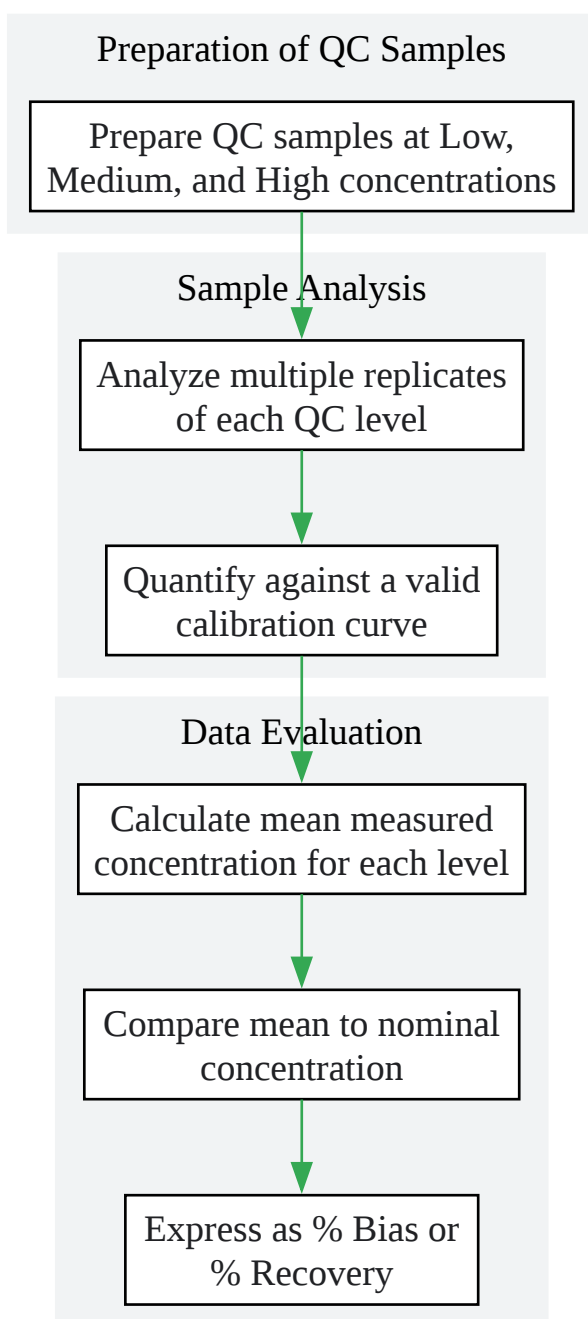 Preparation of QC Samples
Prepare QC samples at Low,
Medium, and High concentrations
Sample Analysis
Analyze multiple replicates
of each QC level
Quantify against a valid
calibration curve
Data Evaluation
Calculate mean measured
concentration for each level
Compare mean to nominal
concentration
Express as % Bias or
% Recovery